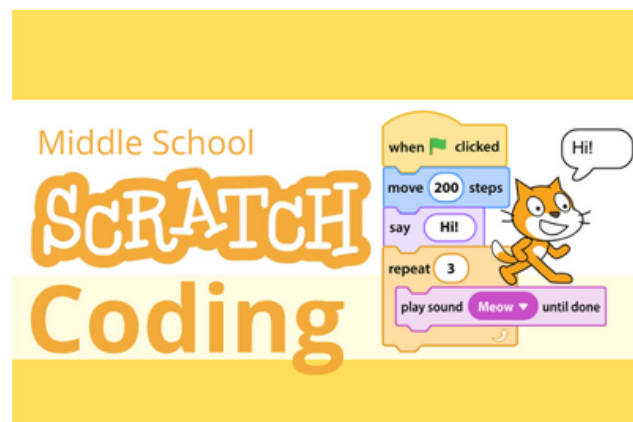 Middle School
SCRATCH
Coding
when clicked
move 200 steps
say Hi!
repeat 3
play sound Meow until done
Hi!